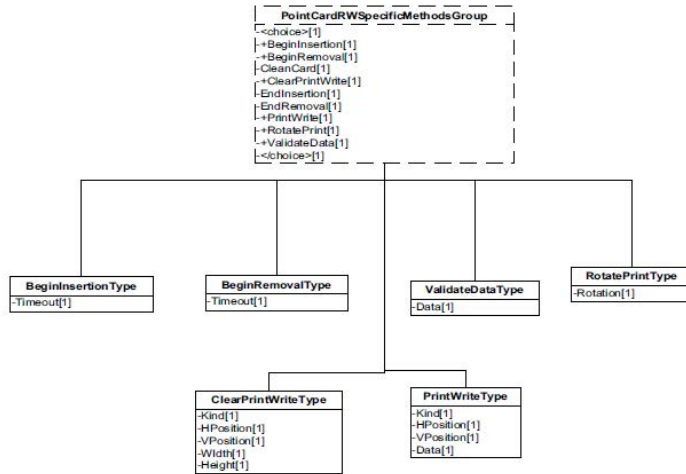 PointCardRWSpecificMethodsGroup
-<choice>[1]
-+BeginInsertion[1]
-+BeginRemoval[1]
-CleanCard[1]
-+ClearPrintWrite[1]
-EndInsertion[1]
-EndRemoval[1]
-+PrintWrite[1]
-+RotatePrint[1]
-+ValidateData[1]
-</choice>[1]
BeginInsertionType
-Timeout[1]
BeginRemovalType
-Timeout[1]
ValidateDataType
-Data[1]
RotatePrintType
-Rotation[1]
ClearPrintWriteType
-Kind[1]
-HPosition[1]
-VPosition[1]
-Width[1]
-Height[1]
PrintWriteType
-Kind[1]
-HPosition[1]
-VPosition[1]
-Data[1]